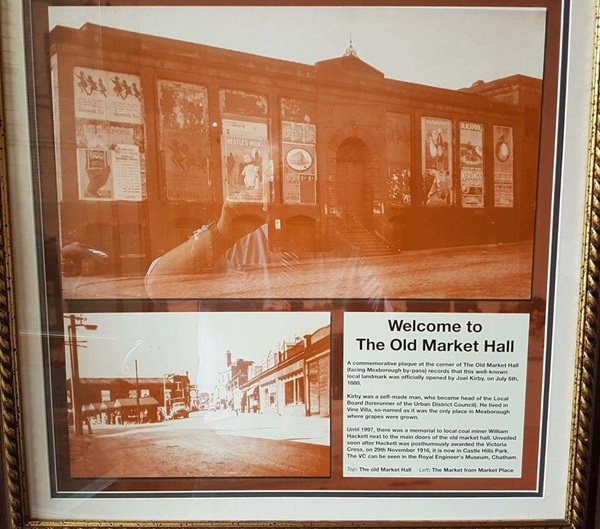 NESTLE'S
MILK
BLACKPOOL
Welcome to
The Old Market Hall
A commemorative plaque at the corner of The Old Market Hall
(facing Mexborough by-pass) records that this well-known
local landmark was officially opened by Joel Kirby, on July 6th,
1880.
Kirby was a self-made man, who became head of the Local
Board (forerunner of the Urban District Council). He lived in
Vine Villa, so-named as it was the only place in Mexborough
where grapes were grown.
Until 1997, there was a memorial to local coal miner William
Hackett next to the main doors of the old market hall. Unveiled
soon after Hackett was posthumously awarded the Victoria
Cross, on 29th November 1916, it is now in Castle Hills Park.
The VC can be seen in the Royal Engineer's Museum, Chatham.
Top: The old Market Hall Left: The Market from Market Place